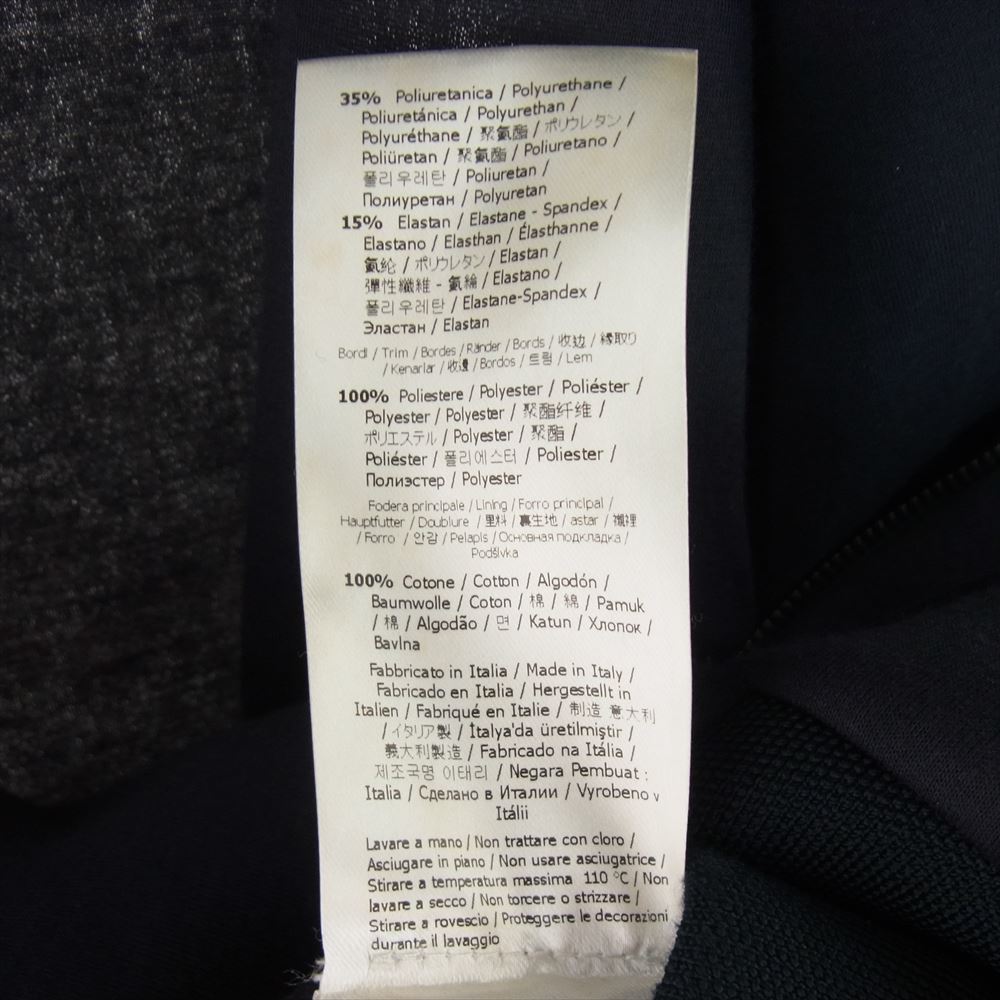 35% Poliuretanica / Polyurethane /
Poliuretánica / Polyurethan /
Polyuréthane / 聚氨酯 / ポリウレタン /
Poliüretan / 聚氨酯 / Poliuretano /
폴리우레탄 / Poliuretan /
Полиуретан / Polyuretan
15% Elastan / Elastane - Spandex /
Elastano / Elasthan / Élasthanne /
氨纶 / ポリウレタン / Elastan /
彈性纖維 - 氨綸 / Elastano /
폴리우레탄 / Elastane-Spandex /
Эластан / Elastan
Bordi / Trim / Bordes / Ränder / Bords / 收边 / 縁取り
/ Kenarlar / 收邊 / Bordos / 트림 / Lem
100% Poliestere / Polyester / Poliéster /
Polyester / Polyester / 聚酯纤维 /
ポリエステル / Polyester / 聚酯 /
Poliéster / 폴리에스터 / Poliester /
Полиэстер / Polyester
Fodera principale / Lining / Forro principal /
Hauptfutter / Doublure / 里料 / 裏生地 / astar / 襯裡
/ Forro / 안감 / Pelapis / Основная подкладка /
Podšívka
100% Cotone / Cotton / Algodón /
Baumwolle / Coton / 棉 / 綿 / Pamuk
/ 棉 / Algodão / 면 / Katun / Хлопок /
Bavlna
Fabbricato in Italia / Made in Italy /
Fabricado en Italia / Hergestellt in
Italien / Fabriqué en Italie / 制造 意大利
/ イタリア製 / İtalya'da üretilmiştir /
義大利製造 / Fabricado na Itália /
제조국명 이태리 / Negara Pembuat :
Italia / Сделано в Италии / Vyrobeno v
Itálii
Lavare a mano / Non trattare con cloro /
Asciugare in piano / Non usare asciugatrice /
Stirare a temperatura massima 110 °C / Non
lavare a secco / Non torcere o strizzare /
Stirare a rovescio / Proteggere le decorazioni
durante il lavaggio